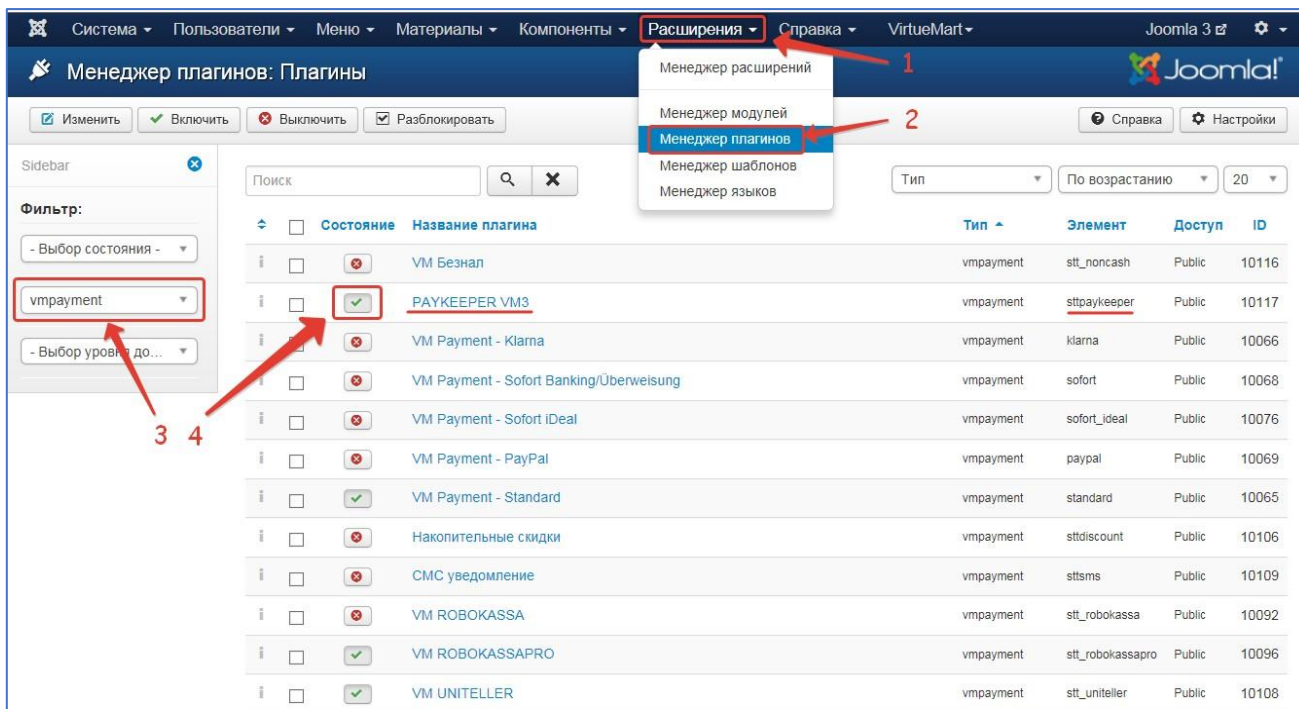 Система Пользователи Меню Материалы Компоненты Расширения Справка VirtueMart Joomla 3
Менеджер плагинов: Плагины
Joomla!
Менеджер расширений
1
Менеджер модулей
2
Менеджер плагинов
Менеджер шаблонов
Менеджер языков
Изменить Включить Выключить Разблокировать Справка Настройки
Sidebar
Поиск Тип По возрастанию 20
Фильтр:
- Выбор состояния -
vmpayment
- Выбор уровня до...
3 4
Состояние Название плагина Тип Элемент Доступ ID
VM Безнал vmpayment stt_noncash Public 10116
PAYKEEPER VM3 vmpayment sttpaykeeper Public 10117
VM Payment - Klarna vmpayment klarna Public 10066
VM Payment - Sofort Banking/Überweisung vmpayment sofort Public 10068
VM Payment - Sofort iDeal vmpayment sofort_ideal Public 10076
VM Payment - PayPal vmpayment paypal Public 10069
VM Payment - Standard vmpayment standard Public 10065
Накопительные скидки vmpayment sttdiscount Public 10106
СМС уведомление vmpayment sttsms Public 10109
VM ROBOKASSA vmpayment stt_robokassa Public 10092
VM ROBOKASSAPRO vmpayment stt_robokassapro Public 10096
VM UNITELLER vmpayment stt_uniteller Public 10108